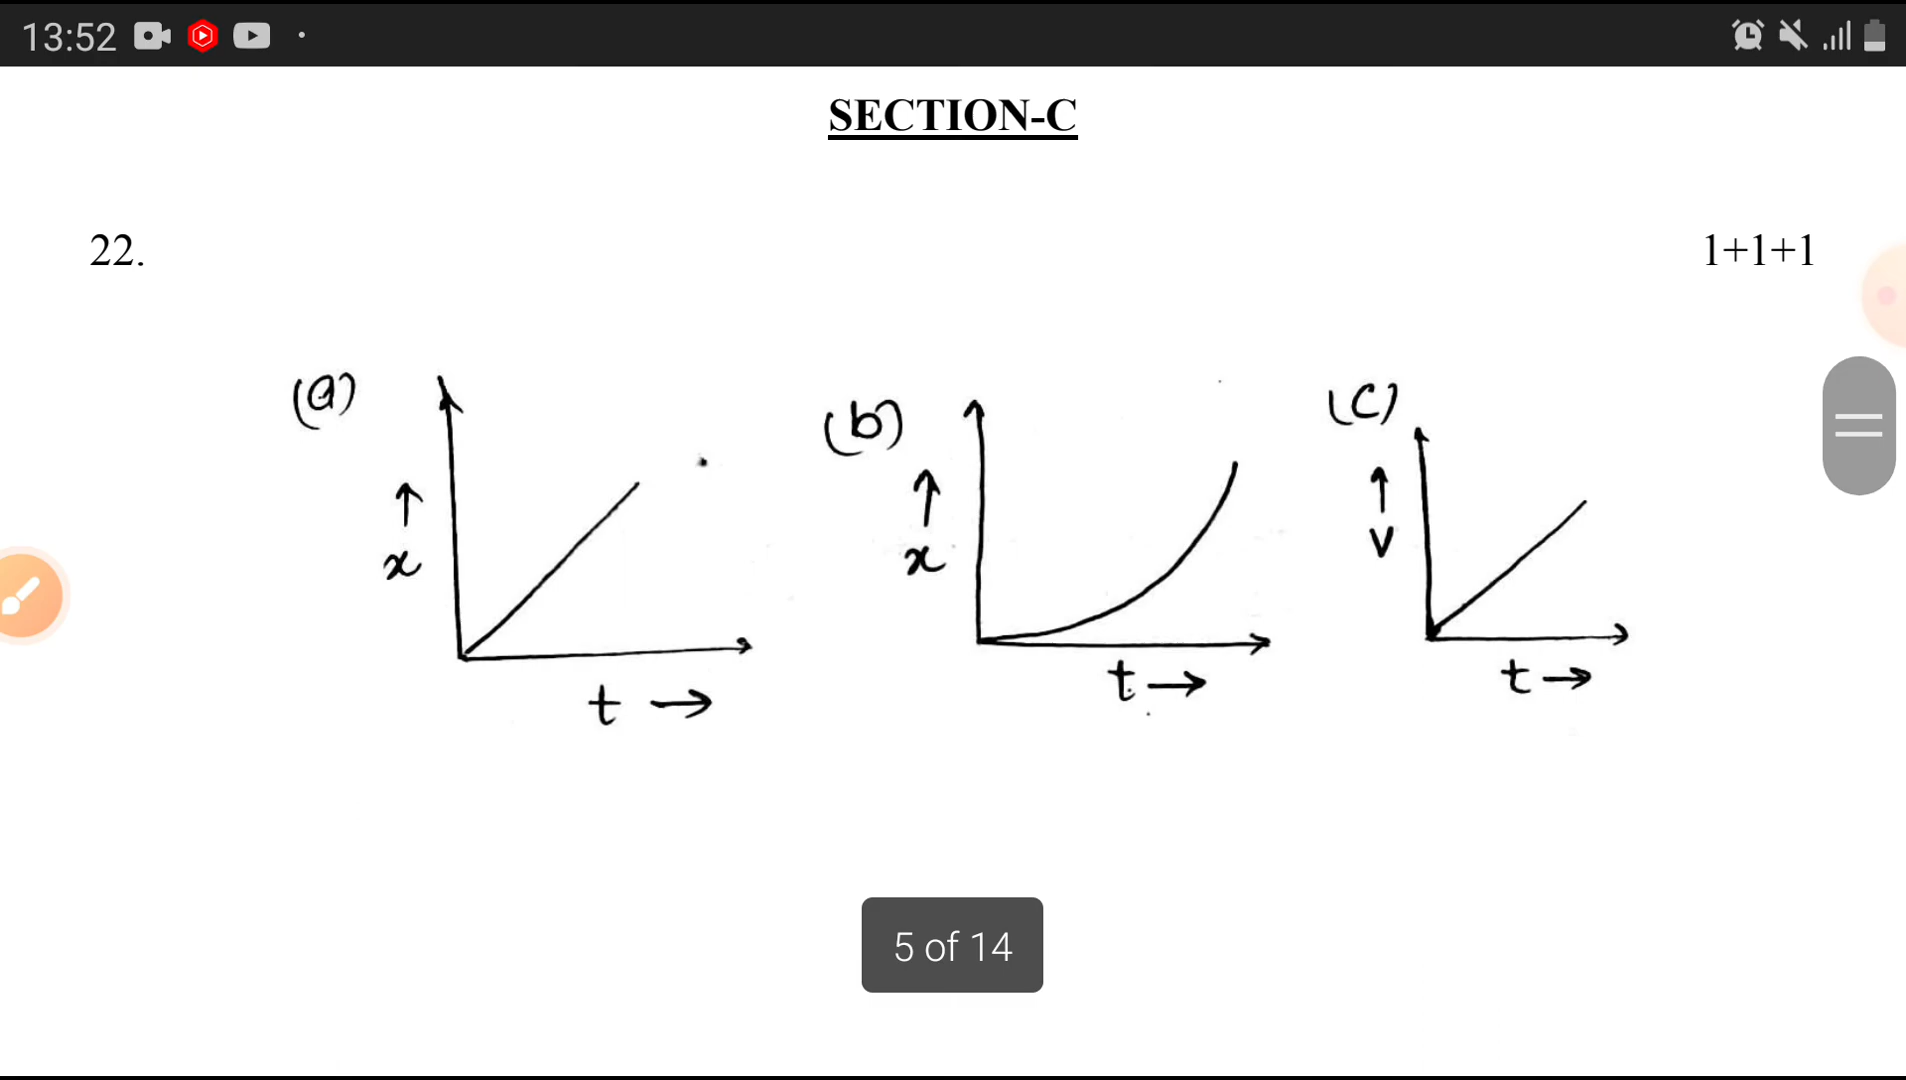 13:52
SECTION-C
22.
1+1+1
(a)
x
t
(b)
x
t
(c)
v
t
5 of 14